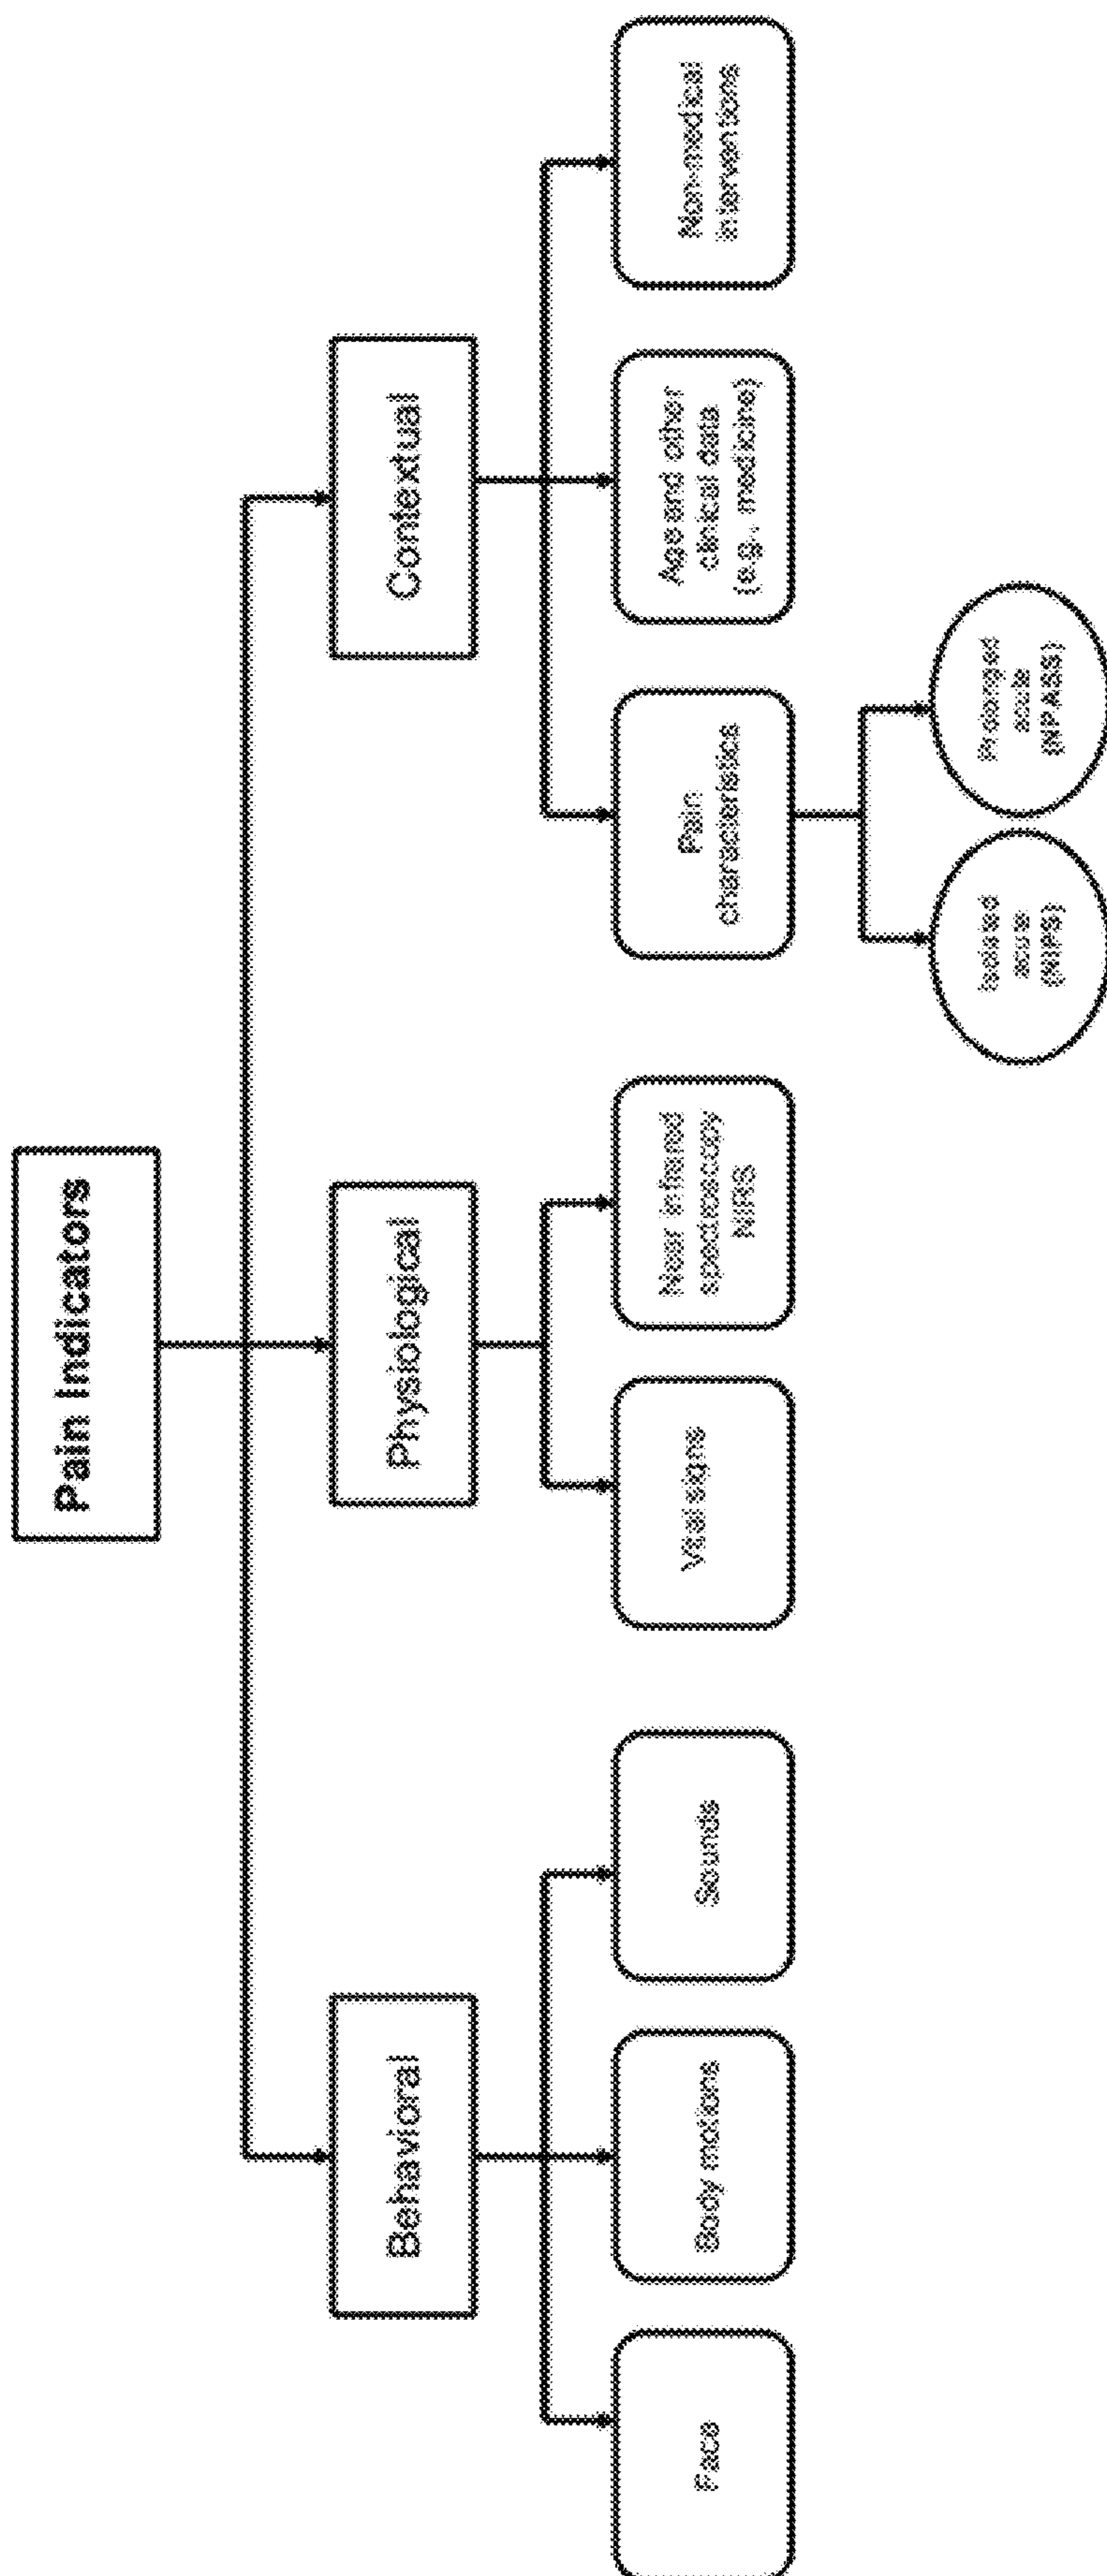 Pain Indicators
Behavioral
Physiological
Contextual
Face
Body motions
Sounds
Vital signs
Near infrared
spectroscopy
NIRS
Pain
characteristics
Age and other
clinical data
(e.g., medicine)
Non-medical
interventions
Isolated
acute
(NIPS)
Prolonged
acute
(NPASS)